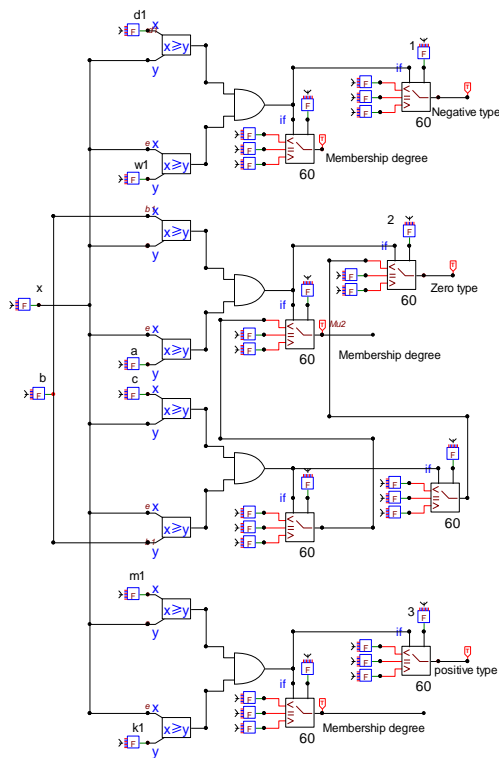 d1
F x
x≥y
y
1
F
if
F
F <
F =
F ≥
60
T
Negative type
e x
w1
F
x≥y
y
if
F
F <
F =
F ≥
60
T
Membership degree
b x
x≥y
y
2
F
if
<
F =
F ≥
60
T
Zero type
x
F
if
F
<
F =
F ≥
60
T Mu2
Membership degree
e x
a
F
x≥y
y
b
F
c
F x
x≥y
y
if
F
F <
F =
F ≥
60
if
F
F <
F =
F ≥
60
e x
x≥y
y
m1
F x
x≥y
y
3
F
if
F
F <
F =
F ≥
60
T
positive type
e x
k1
F
x≥y
y
if
F
F <
F =
F ≥
60
T
Membership degree